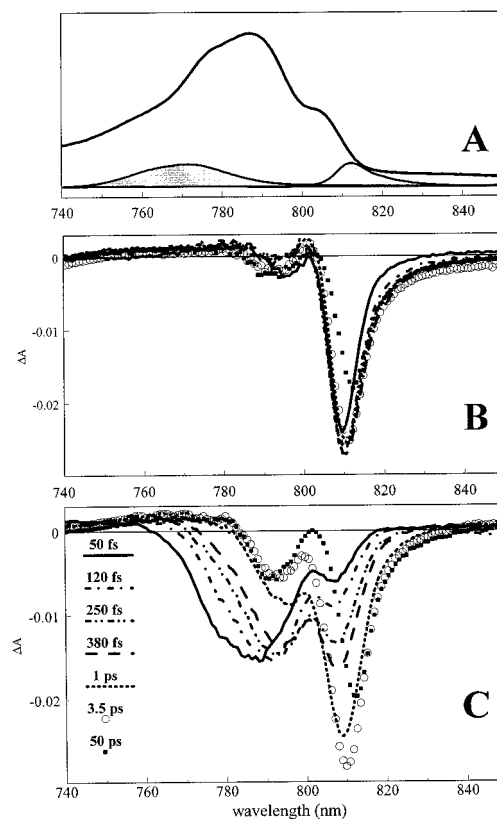 A
740 760 780 800 820 840
0
-0.01
-0.02
ΔA
B
740 760 780 800 820 840
0
-0.01
-0.02
ΔA
50 fs
120 fs
250 fs
380 fs
1 ps
3.5 ps
50 ps
C
740 760 780 800 820 840
wavelength (nm)